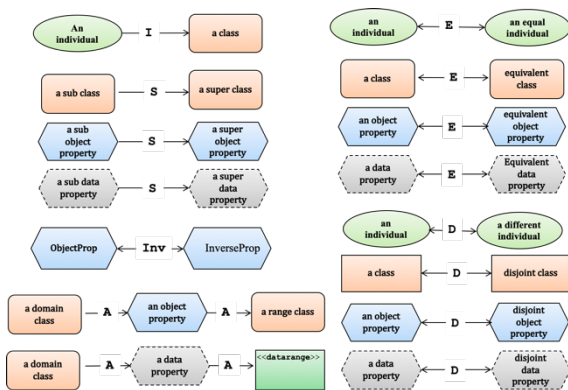 An
individual
I
a class
a sub class
S
a super class
a sub
object
property
S
a super
object
property
a sub data
property
S
a super
data
property
ObjectProp
Inv
InverseProp
a domain
class
A
an object
property
A
a range class
a domain
class
A
a data
property
A
<<datarange>>
an
individual
E
an equal
individual
a class
E
equivalent
class
an object
property
E
equivalent
object
property
a data
property
E
Equivalent
data
property
an
individual
D
a different
individual
a class
D
disjoint class
an object
property
D
disjoint
object
property
a data
property
D
disjoint
data
property